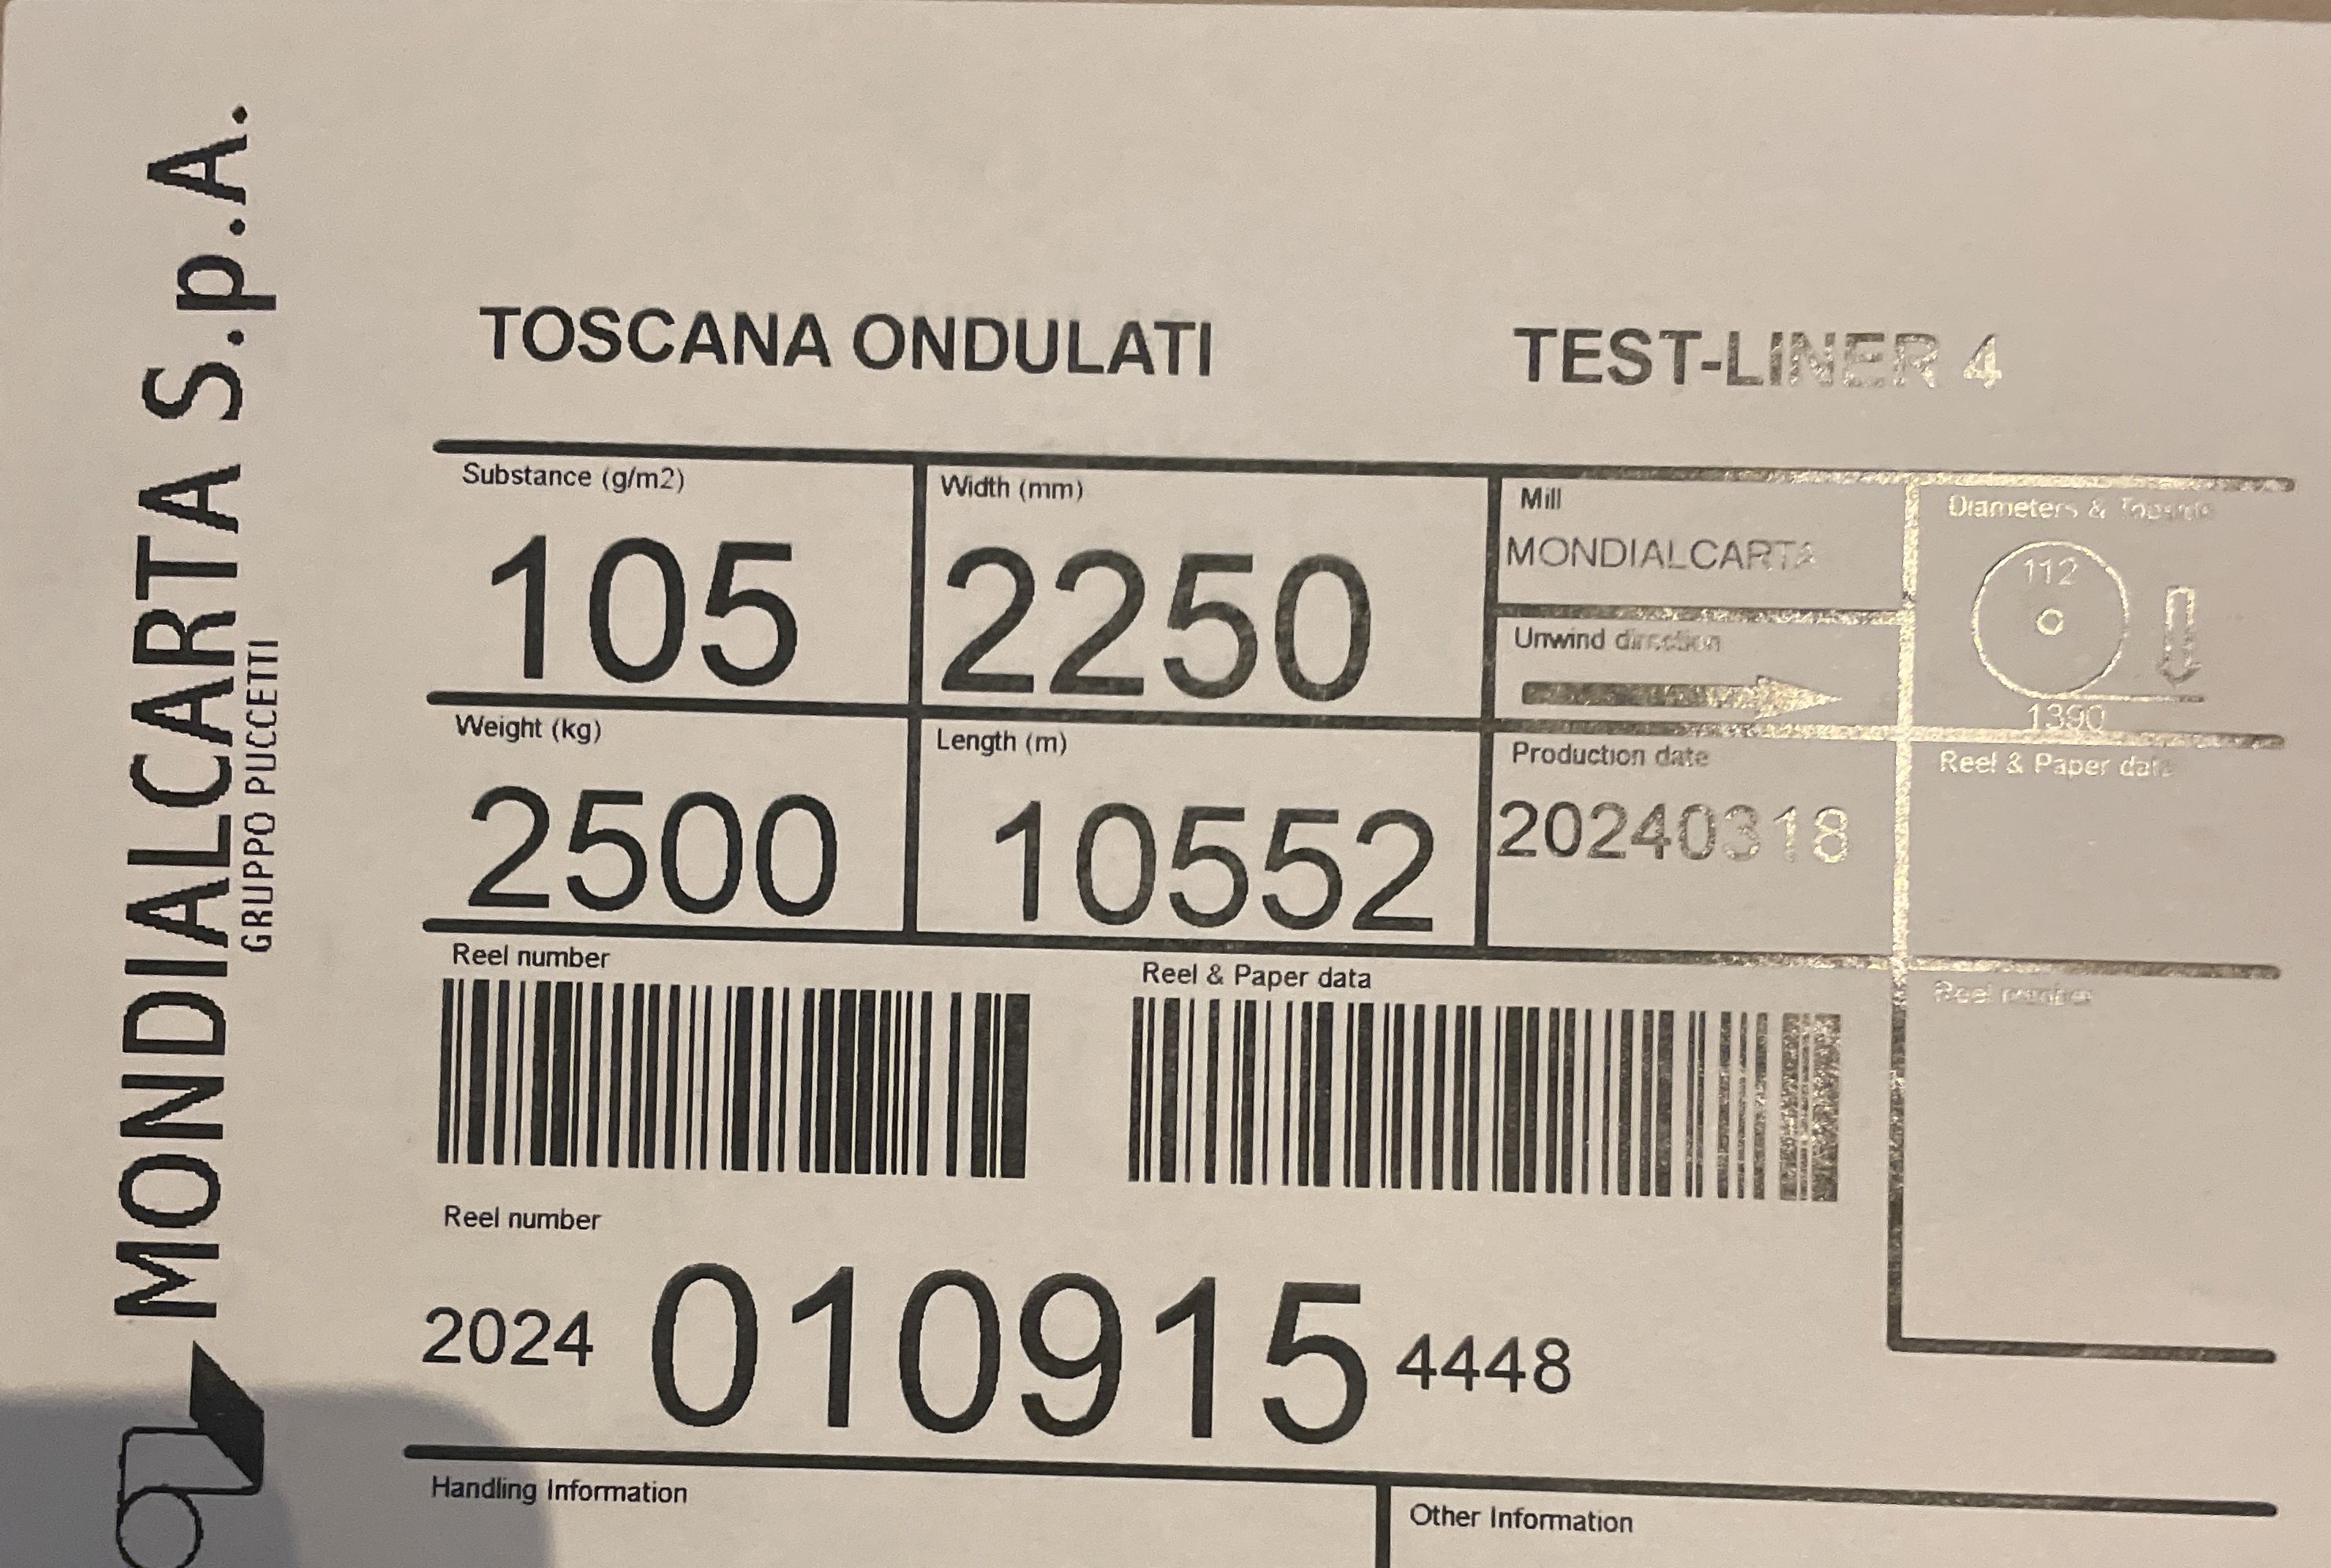 MONDIALCARTA S.p.A.
GRUPPO PUCCETTI
TOSCANA ONDULATI
TEST-LINER 4
Substance (g/m2)
105
Width (mm)
2250
Mill
MONDIALCARTA
Unwind direction
Diameters & Topside
112
1390
Weight (kg)
2500
Length (m)
10552
Production date
20240318
Reel & Paper data
Reel number
Reel & Paper data
Reel number
Reel number
2024 010915 4448
Handling Information
Other Information